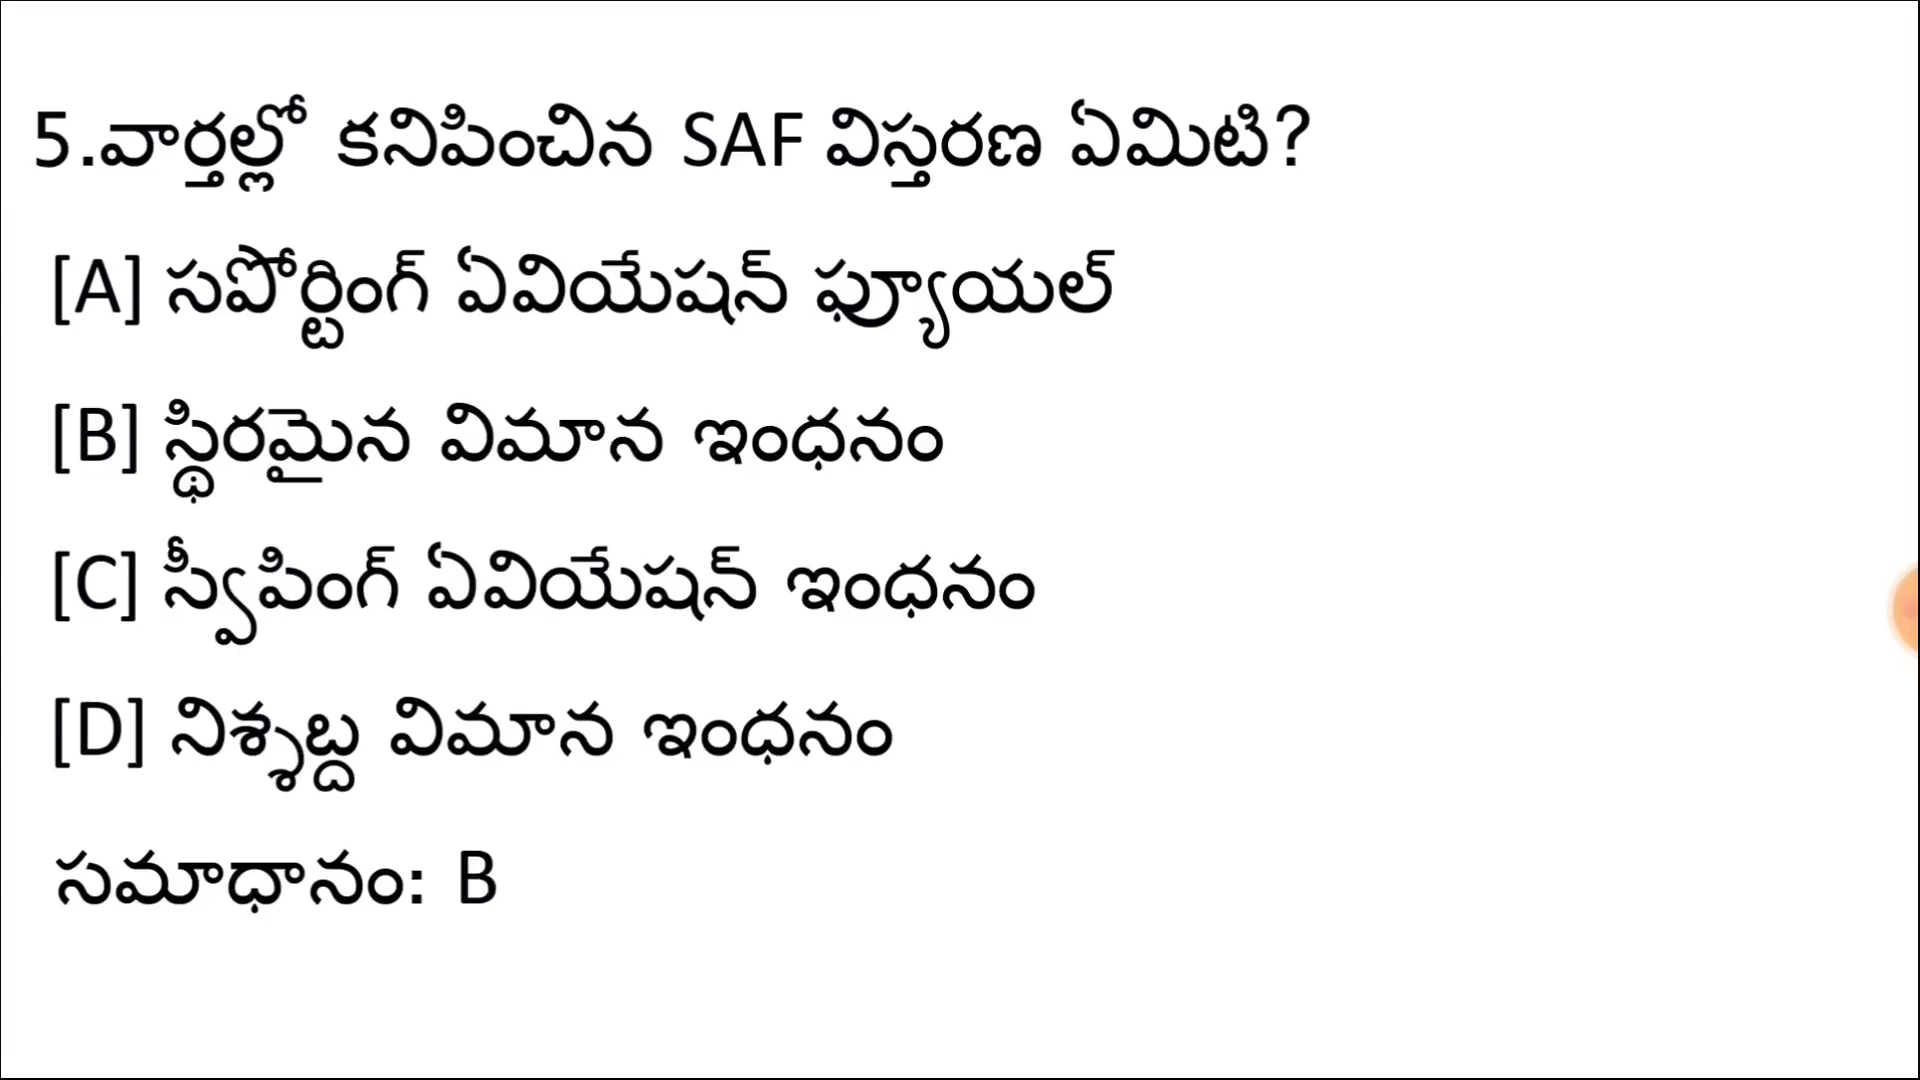 5.వార్తల్లో కనిపించిన SAF విస్తరణ ఏమిటి?
[A] సపోర్టింగ్ ఏవియేషన్ ఫ్యూయల్
[B] స్థిరమైన విమాన ఇంధనం
[C] స్వీపింగ్ ఏవియేషన్ ఇంధనం
[D] నిశ్శబ్ద విమాన ఇంధనం
సమాధానం: B